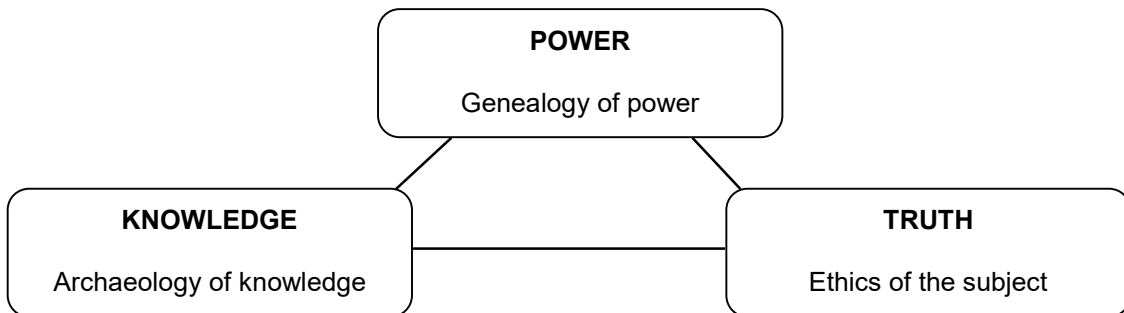 POWER
Genealogy of power
KNOWLEDGE
Archaeology of knowledge
TRUTH
Ethics of the subject